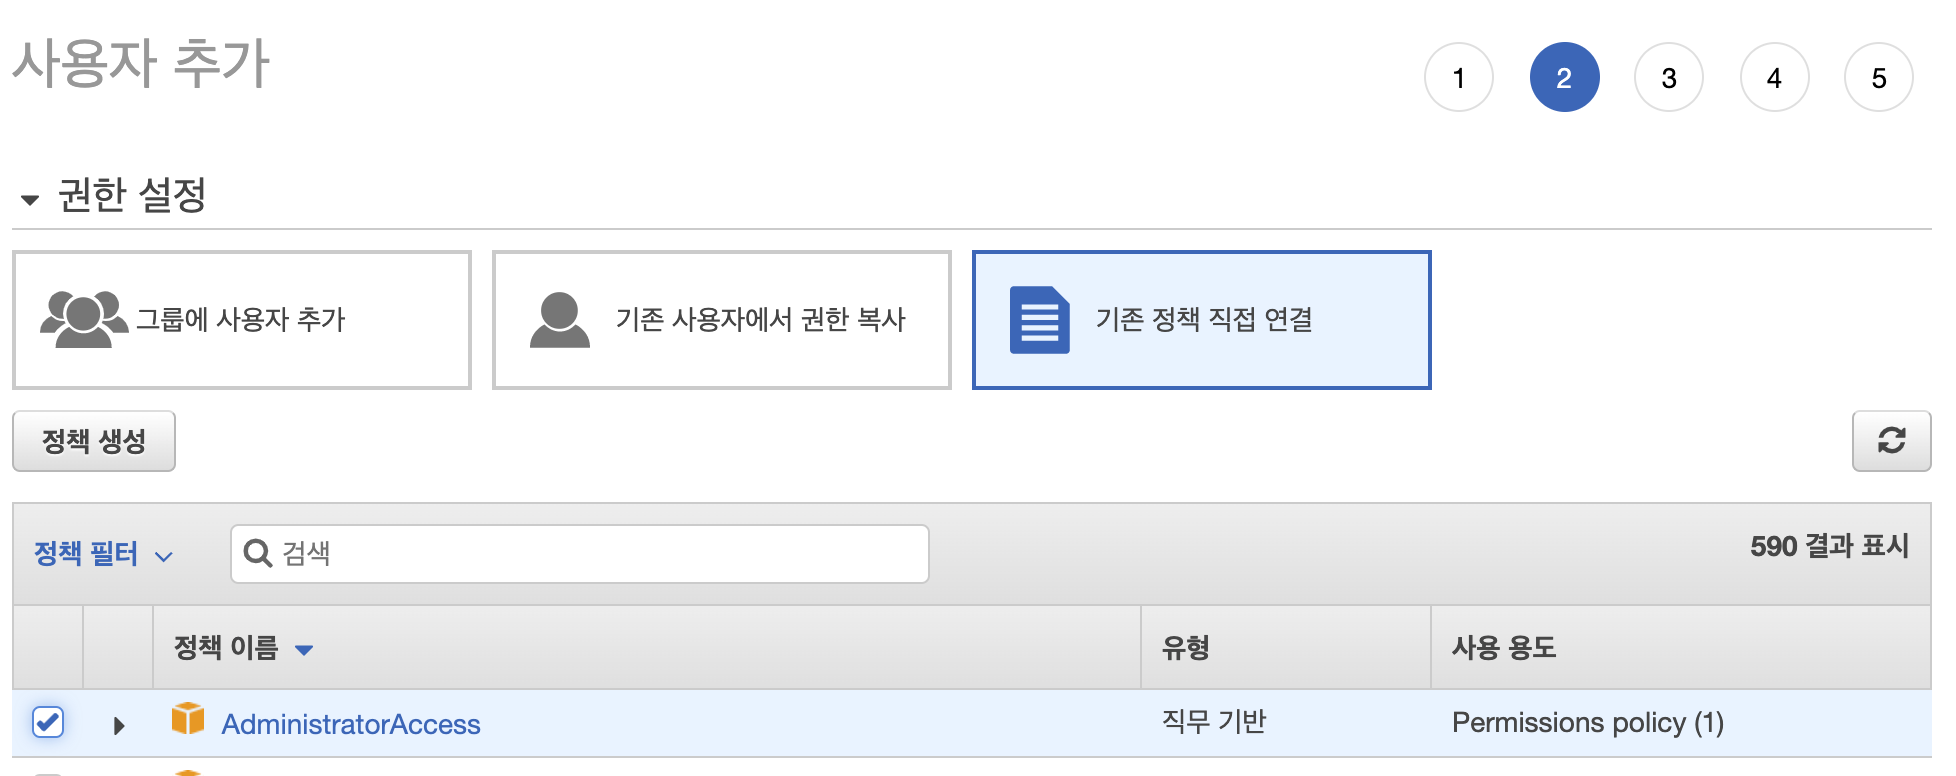 사용자 추가
1 2 3 4 5
권한 설정
그룹에 사용자 추가
기존 사용자에서 권한 복사
기존 정책 직접 연결
정책 생성
정책 필터
검색
590 결과 표시
정책 이름 유형 사용 용도
AdministratorAccess 직무 기반 Permissions policy (1)